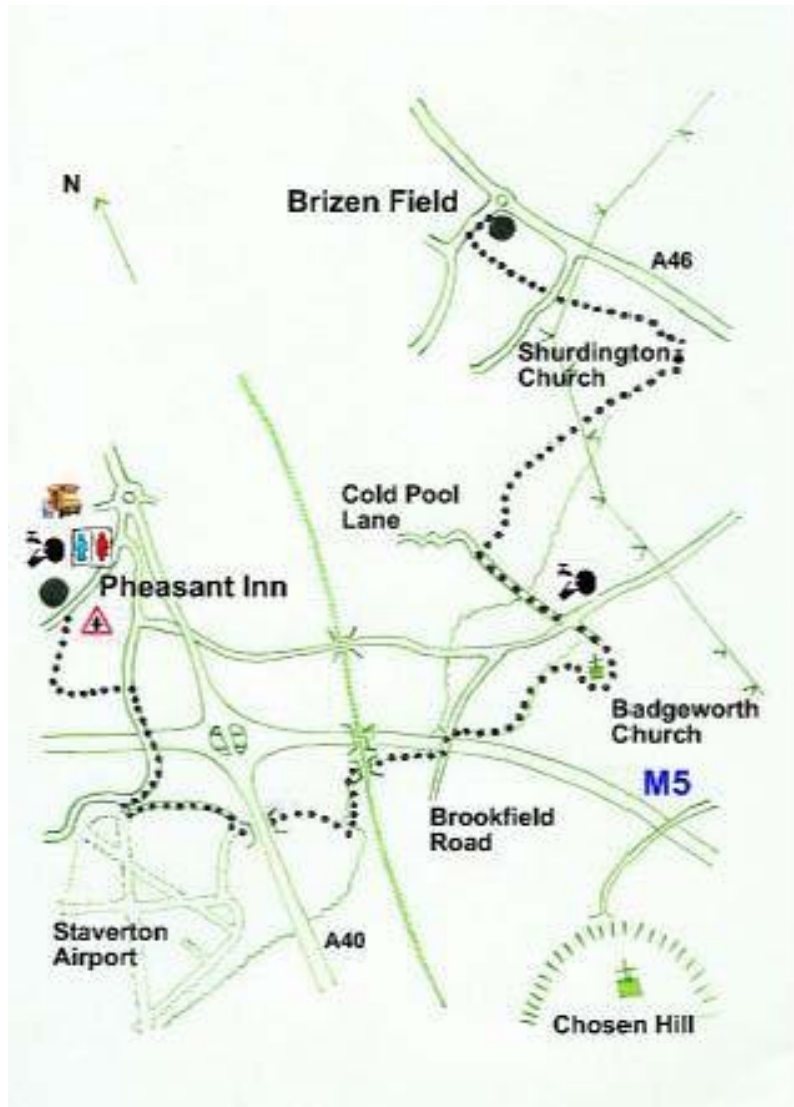 N
Brizen Field
A46
Shurdington
Church
Cold Pool
Lane
Pheasant Inn
Badgeworth
Church
M5
Brookfield
Road
Staverton
Airport
A40
Chosen Hill